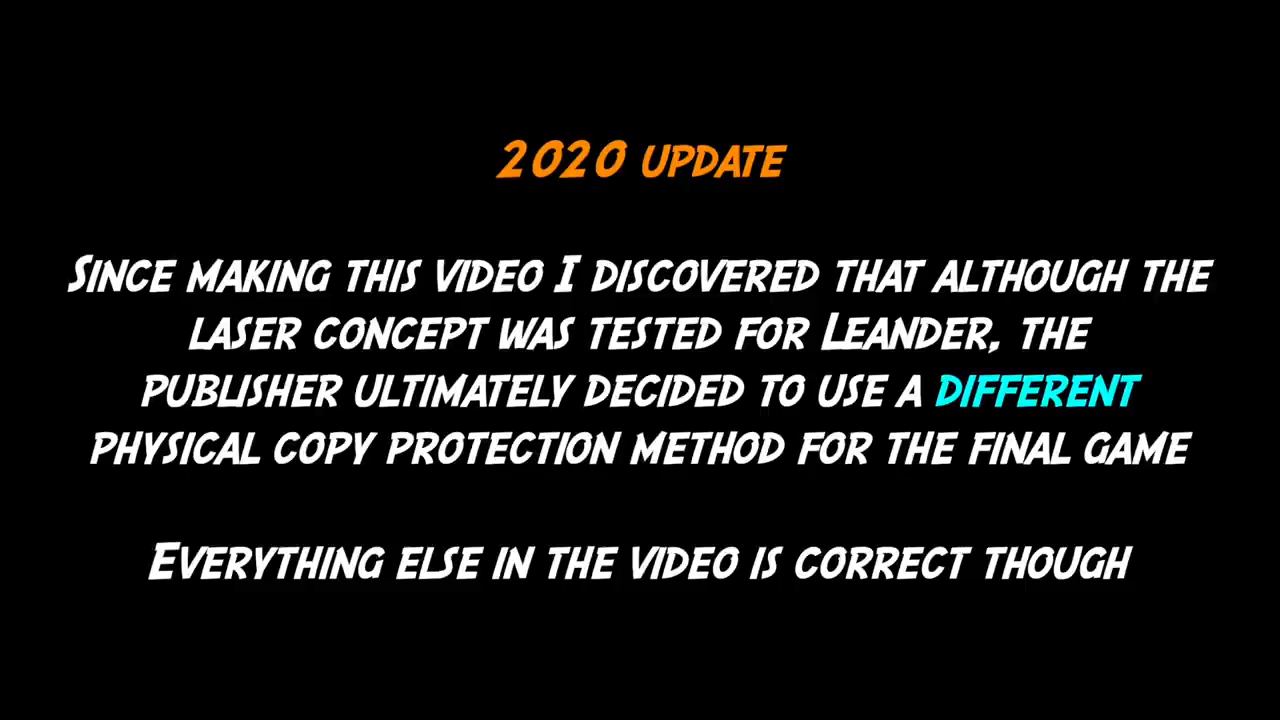 2020 UPDATE
SINCE MAKING THIS VIDEO I DISCOVERED THAT ALTHOUGH THE
LASER CONCEPT WAS TESTED FOR LEANDER, THE
PUBLISHER ULTIMATELY DECIDED TO USE A DIFFERENT
PHYSICAL COPY PROTECTION METHOD FOR THE FINAL GAME
EVERYTHING ELSE IN THE VIDEO IS CORRECT THOUGH